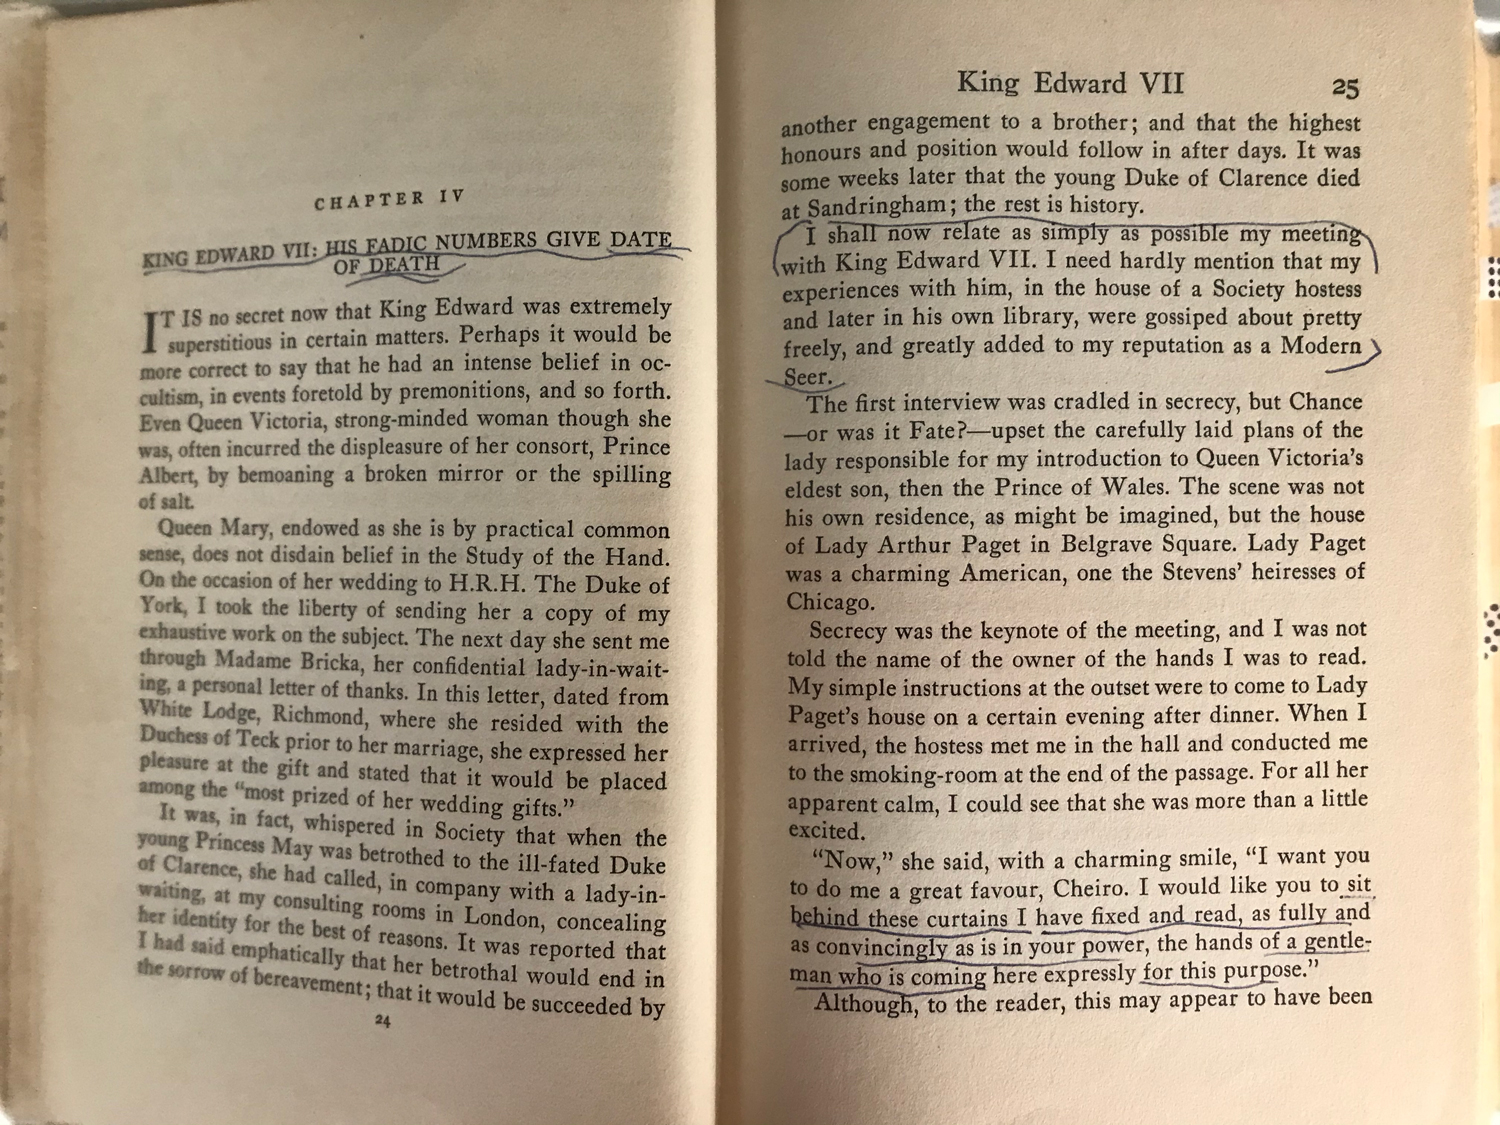 CHAPTER IV
KING EDWARD VII: HIS FADIC NUMBERS GIVE DATE
OF DEATH
IT IS no secret now that King Edward was extremely
superstitious in certain matters. Perhaps it would be
more correct to say that he had an intense belief in oc-
cultism, in events foretold by premonitions, and so forth.
Even Queen Victoria, strong-minded woman though she
was, often incurred the displeasure of her consort, Prince
Albert, by bemoaning a broken mirror or the spilling
of salt.
Queen Mary, endowed as she is by practical common
sense, does not disdain belief in the Study of the Hand.
On the occasion of her wedding to H.R.H. The Duke of
York, I took the liberty of sending her a copy of my
exhaustive work on the subject. The next day she sent me
through Madame Bricka, her confidential lady-in-wait-
ing, a personal letter of thanks. In this letter, dated from
White Lodge, Richmond, where she resided with the
Duchess of Teck prior to her marriage, she expressed her
pleasure at the gift and stated that it would be placed
among the "most prized of her wedding gifts."
It was, in fact, whispered in Society that when the
young Princess May was betrothed to the ill-fated Duke
of Clarence, she had called, in company with a lady-in-
waiting, at my consulting rooms in London, concealing
her identity for the best of reasons. It was reported that
I had said emphatically that her betrothal would end in
the sorrow of bereavement; that it would be succeeded by
24
King Edward VII 25
another engagement to a brother; and that the highest
honours and position would follow in after days. It was
some weeks later that the young Duke of Clarence died
at Sandringham; the rest is history.
I shall now relate as simply as possible my meeting
with King Edward VII. I need hardly mention that my
experiences with him, in the house of a Society hostess
and later in his own library, were gossiped about pretty
freely, and greatly added to my reputation as a Modern
Seer.
The first interview was cradled in secrecy, but Chance
—or was it Fate?—upset the carefully laid plans of the
lady responsible for my introduction to Queen Victoria's
eldest son, then the Prince of Wales. The scene was not
his own residence, as might be imagined, but the house
of Lady Arthur Paget in Belgrave Square. Lady Paget
was a charming American, one the Stevens' heiresses of
Chicago.
Secrecy was the keynote of the meeting, and I was not
told the name of the owner of the hands I was to read.
My simple instructions at the outset were to come to Lady
Paget's house on a certain evening after dinner. When I
arrived, the hostess met me in the hall and conducted me
to the smoking-room at the end of the passage. For all her
apparent calm, I could see that she was more than a little
excited.
"Now," she said, with a charming smile, "I want you
to do me a great favour, Cheiro. I would like you to sit
behind these curtains I have fixed and read, as fully and
as convincingly as is in your power, the hands of a gentle-
man who is coming here expressly for this purpose."
Although, to the reader, this may appear to have been